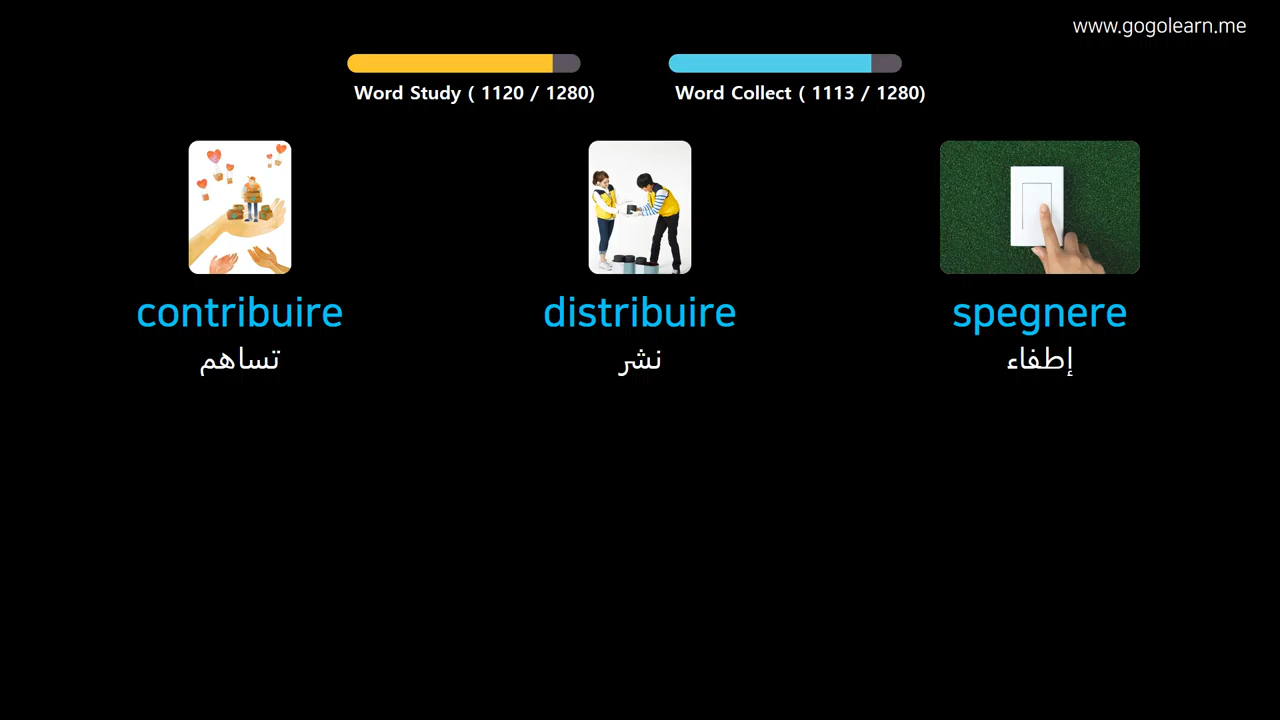 www.gogolearn.me
Word Study ( 1120 / 1280)
Word Collect ( 1113 / 1280)
contribuire
تساهم
distribuire
نشر
spegnere
إطفاء